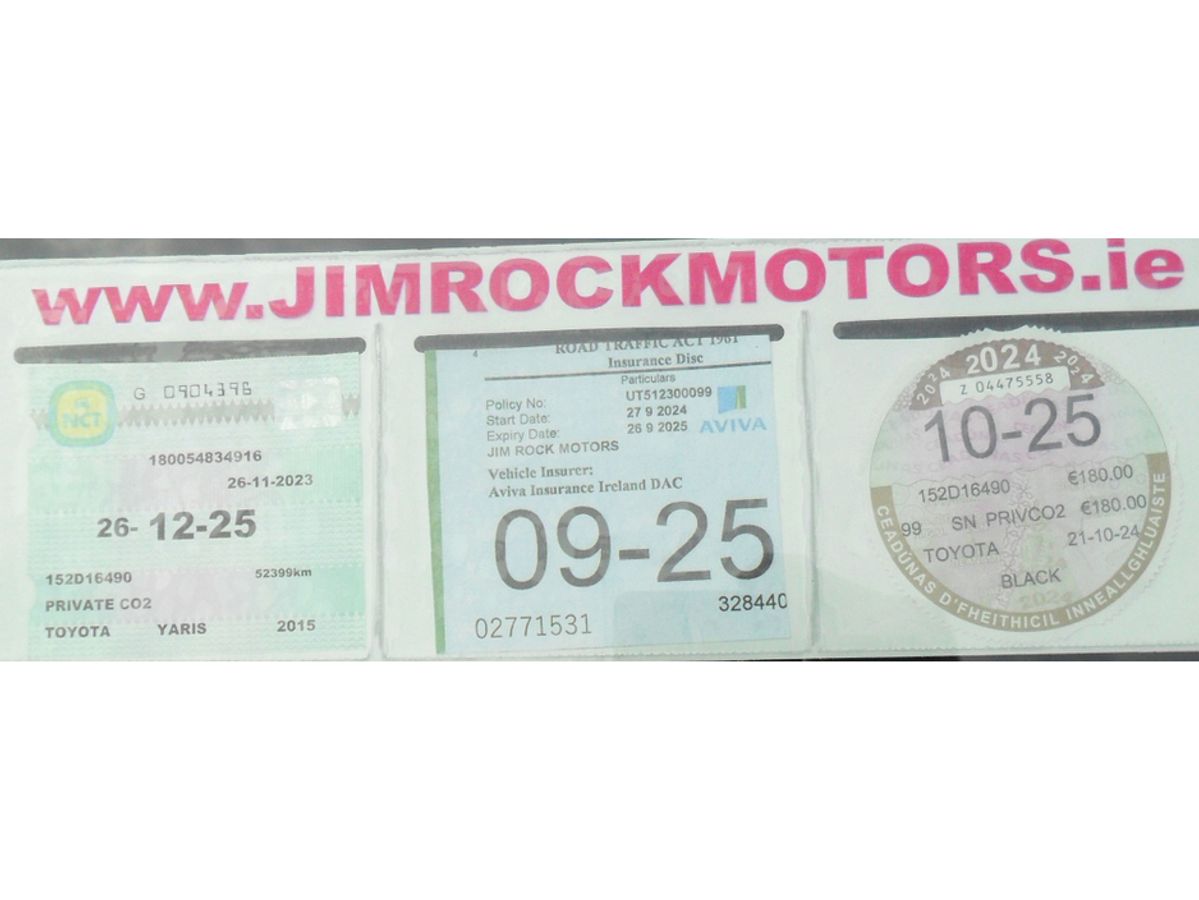 www.JIMROCKMOTORS.ie
NCT
G 0904396
180054834916
26-11-2023
26- 12-25
152D16490 52399km
PRIVATE CO2
TOYOTA YARIS 2015
4 ROAD TRAFFIC ACT 1961
Insurance Disc
Particulars
Policy No: UT512300099
Start Date: 27 9 2024
Expiry Date: 26 9 2025
AVIVA
JIM ROCK MOTORS
Vehicle Insurer:
Aviva Insurance Ireland DAC
09-25
328440
02771531
2024 2024 2024
Z 04475558
10-25
152D16490 €180.00
99 SN PRIVCO2 €180.00
TOYOTA 21-10-24
BLACK
2024
CEADÚNAS D'FHEITHICIL INNEALLGHLUAISTE